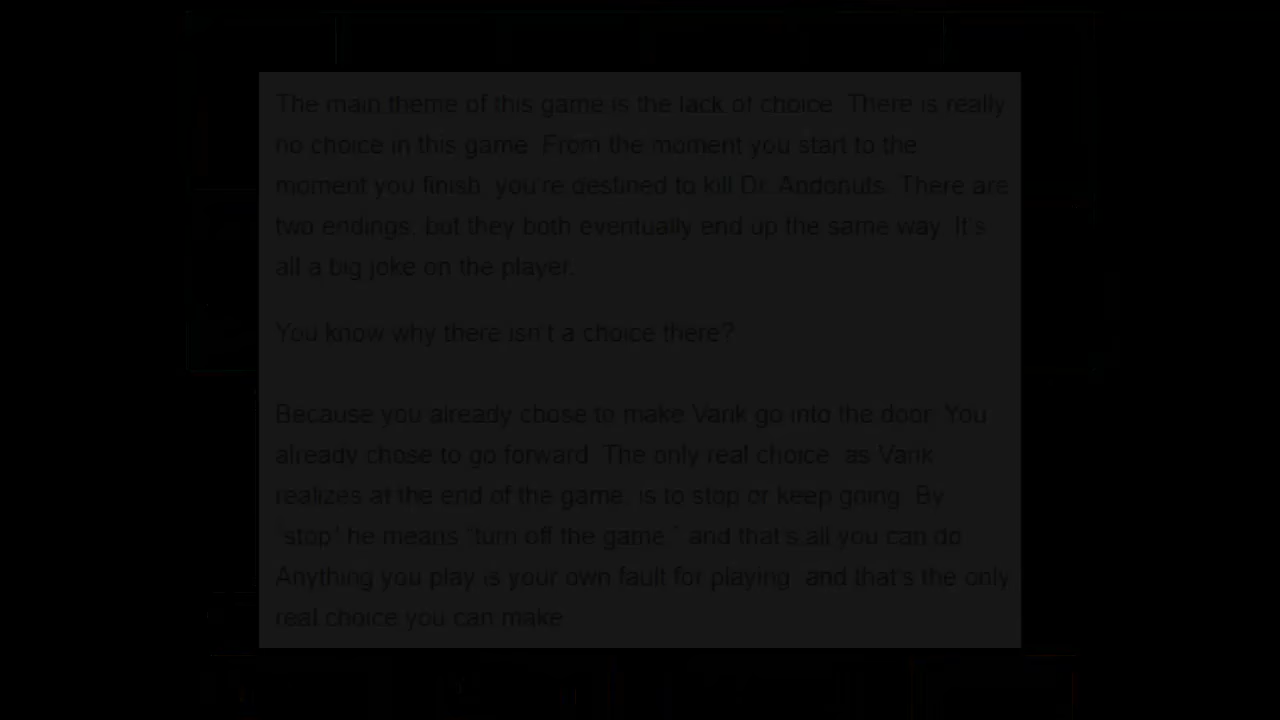 The main theme of this game is the lack of choice. There is really
no choice in this game. From the moment you start to the
moment you finish, you're destined to kill Dr. Andonuts. There are
two endings, but they both eventually end up the same way. It's
all a big joke on the player.
You know why there isn't a choice there?
Because you already chose to make Varik go into the door. You
already chose to go forward. The only real choice, as Varik
realizes at the end of the game, is to stop or keep going. By
"stop" he means "turn off the game," and that's all you can do.
Anything you play is your own fault for playing, and that's the only
real choice you can make.